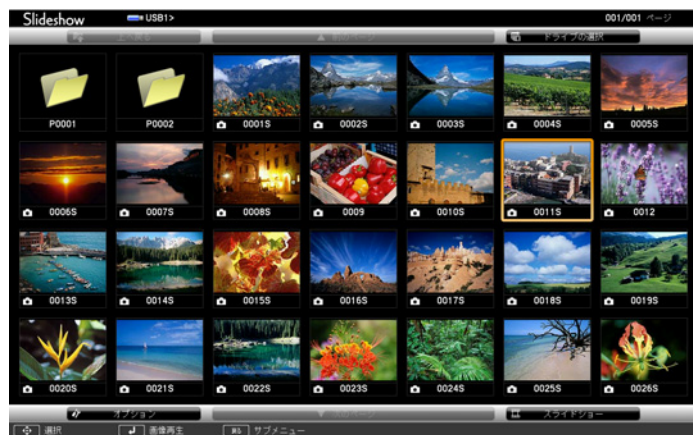 Slideshow USB1> 001/001 ページ
上へ戻る ▲ 前のページ ドライブの選択
P0001 P0002 0001S 0002S 0003S 0004S 0005S
0006S 0007S 0008S 0009 0010S 0011S 0012
0013S 0014S 0015S 0016S 0017S 0018S 0019S
0020S 0021S 0022S 0023S 0024S 0025S 0026S
オプション ▼ 次のページ スライドショー
選択 画像再生 戻る サブメニュー